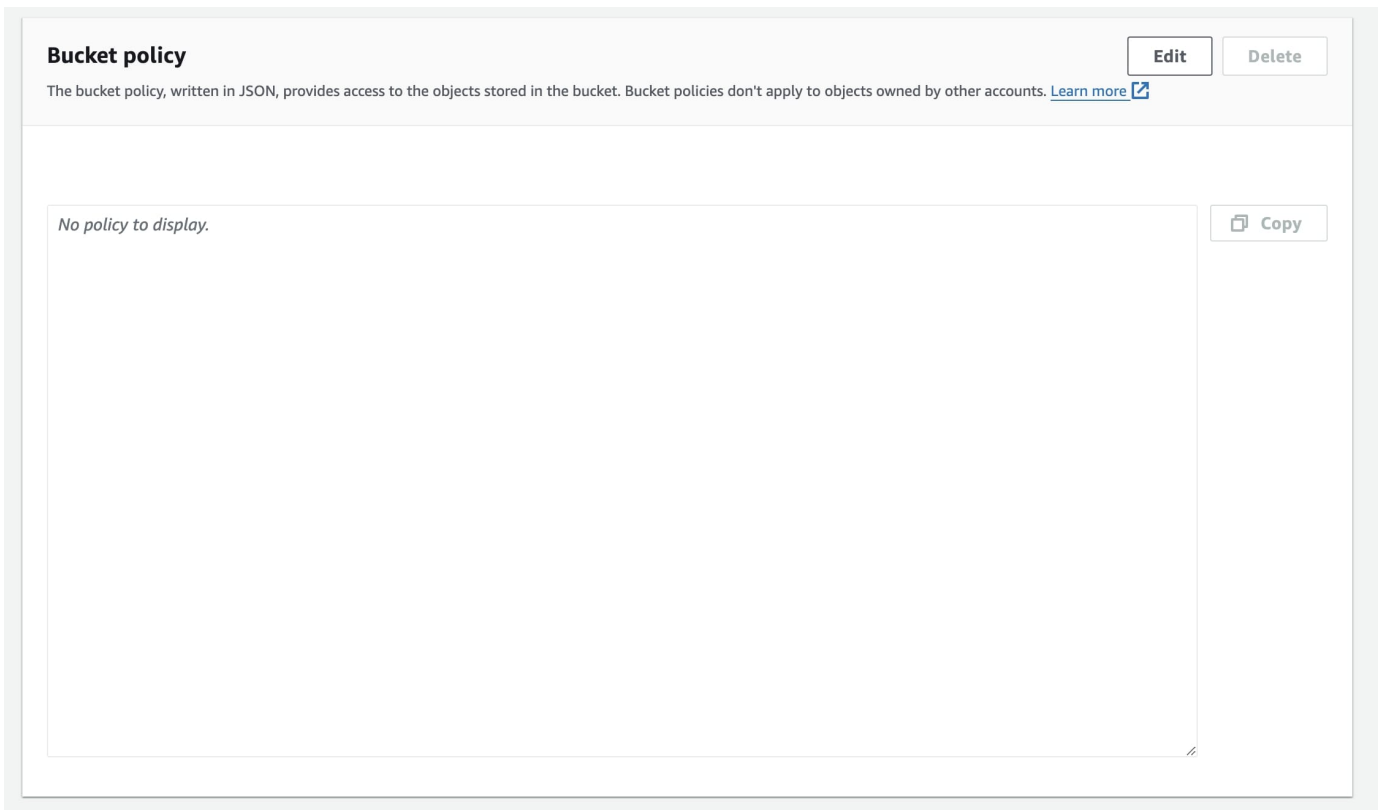 Bucket policy
Edit
Delete
The bucket policy, written in JSON, provides access to the objects stored in the bucket. Bucket policies don't apply to objects owned by other accounts. Learn more
No policy to display.
Copy